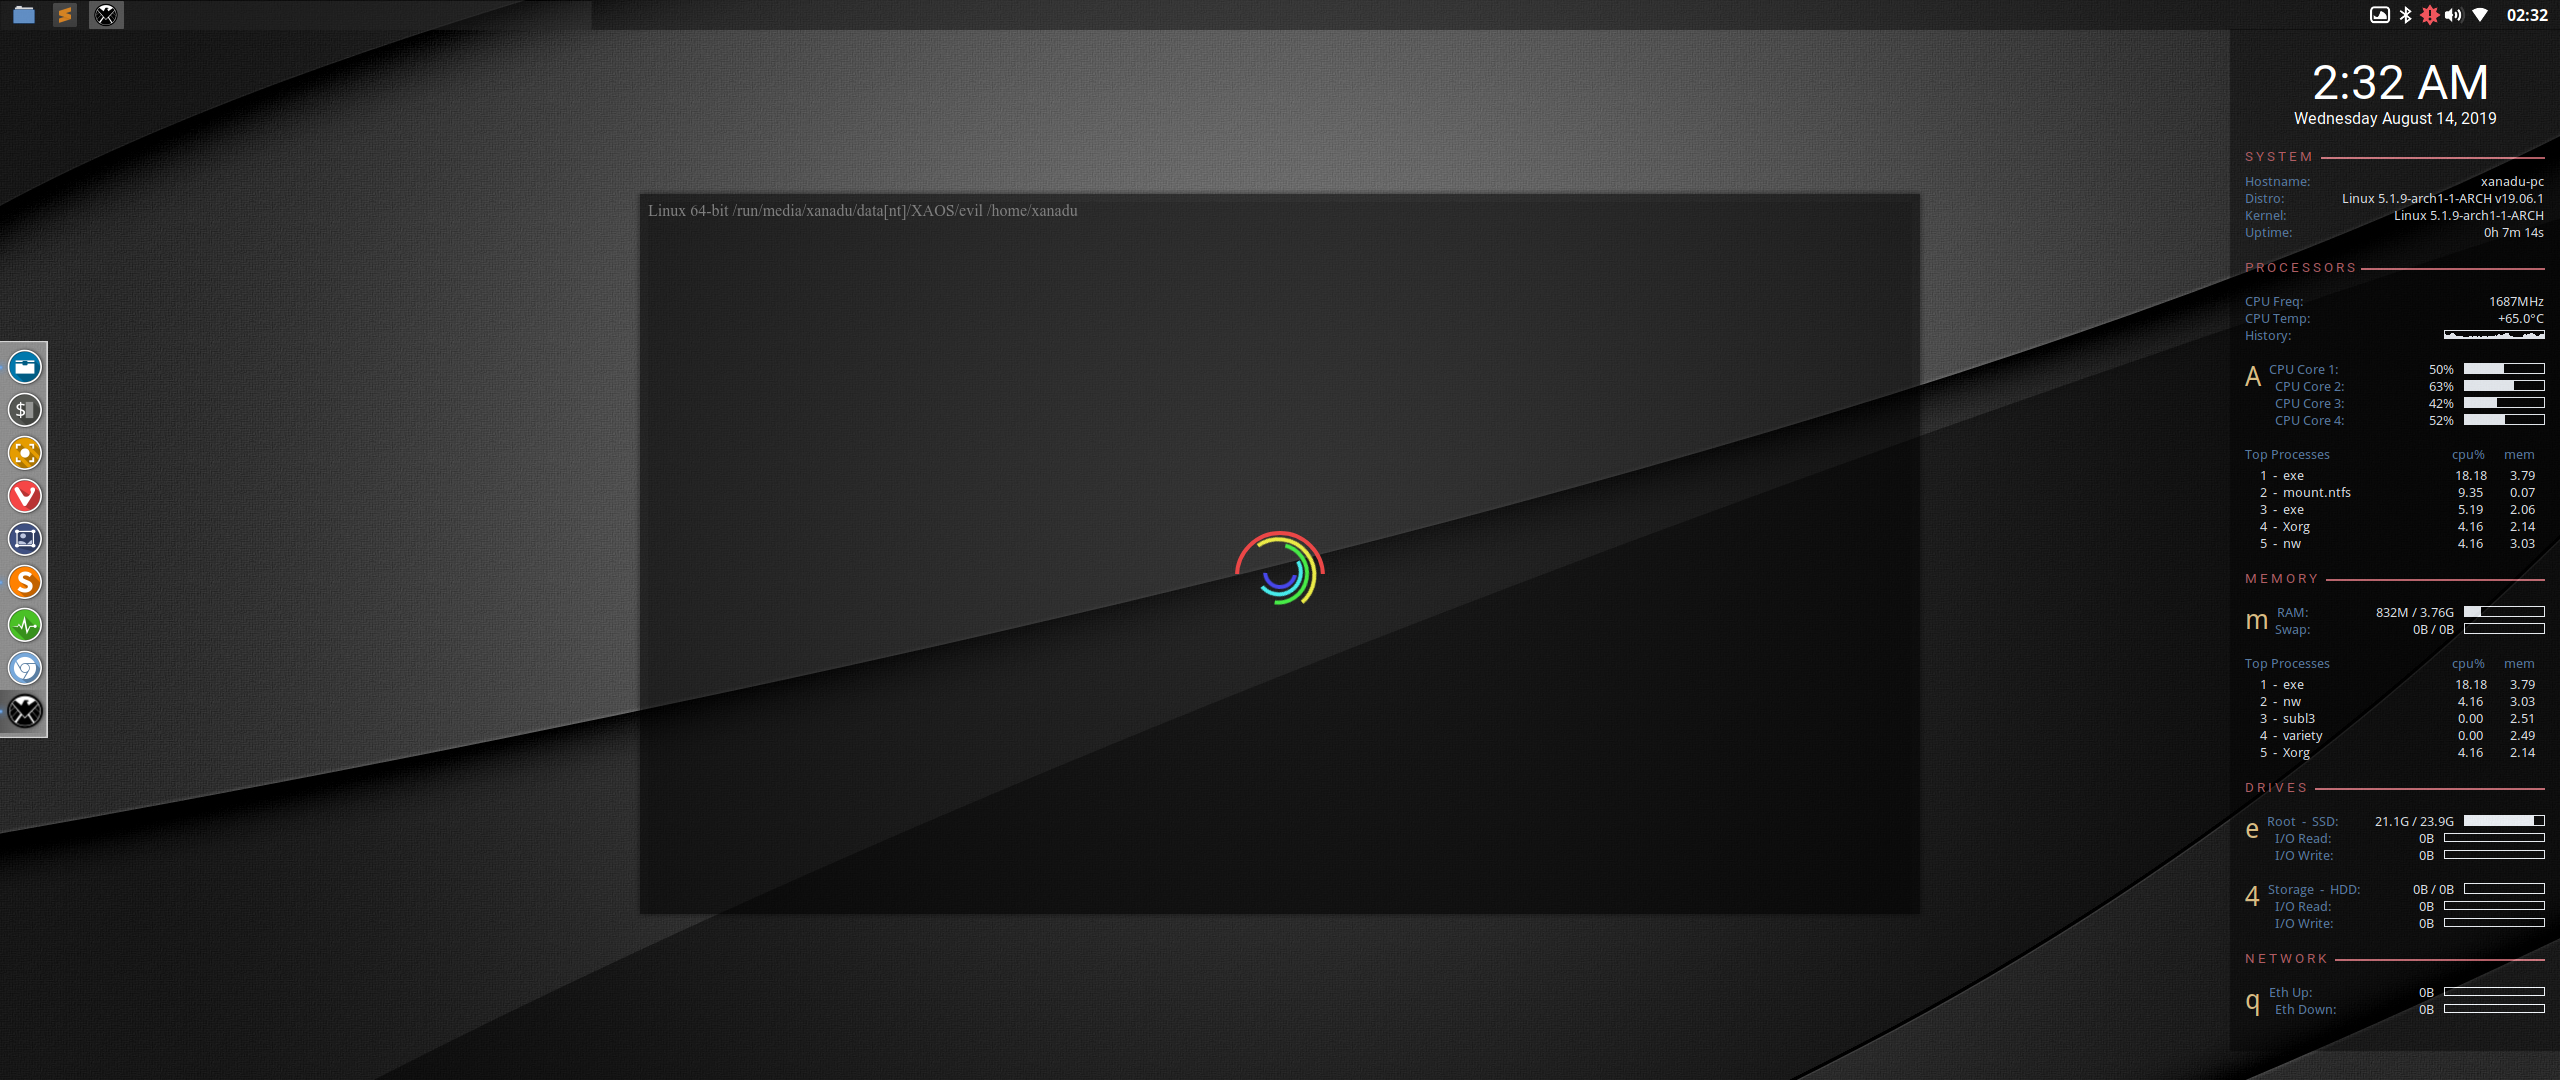 02:32
2:32 AM
Wednesday August 14, 2019
SYSTEM
Hostname: xanadu-pc
Distro: Linux 5.1.9-arch1-1-ARCH v19.06.1
Kernel: Linux 5.1.9-arch1-1-ARCH
Uptime: 0h 7m 14s
PROCESSORS
CPU Freq: 1687MHz
CPU Temp: +65.0°C
History:
A CPU Core 1: 50%
CPU Core 2: 63%
CPU Core 3: 42%
CPU Core 4: 52%
Top Processes cpu% mem
1 - exe 18.18 3.79
2 - mount.ntfs 9.35 0.07
3 - exe 5.19 2.06
4 - Xorg 4.16 2.14
5 - nw 4.16 3.03
MEMORY
m RAM: 832M / 3.76G
Swap: 0B / 0B
Top Processes cpu% mem
1 - exe 18.18 3.79
2 - nw 4.16 3.03
3 - subl3 0.00 2.51
4 - variety 0.00 2.49
5 - Xorg 4.16 2.14
DRIVES
e Root - SSD: 21.1G / 23.9G
I/O Read: 0B
I/O Write: 0B
4 Storage - HDD: 0B / 0B
I/O Read: 0B
I/O Write: 0B
NETWORK
q Eth Up: 0B
Eth Down: 0B
Linux 64-bit /run/media/xanadu/data[nt]/XAOS/evil /home/xanadu
$
S